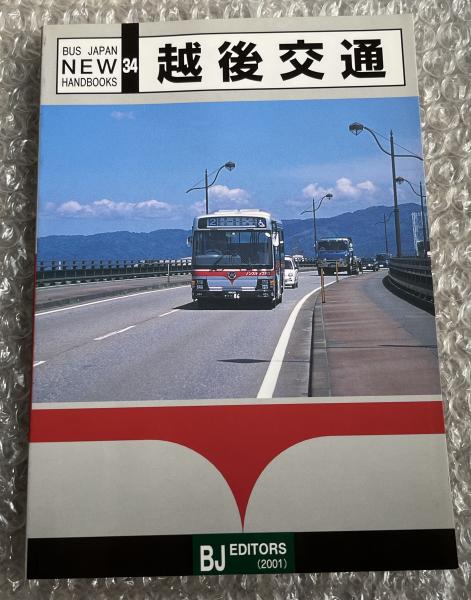 BUS JAPAN
NEW
HANDBOOKS
34
越後交通
BJ EDITORS
(2001)